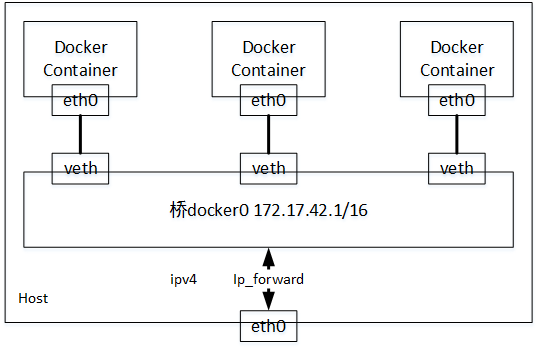 Docker Container
Docker Container
Docker Container
eth0
eth0
eth0
veth
veth
veth
桥docker0 172.17.42.1/16
ipv4
Ip_forward
Host
eth0